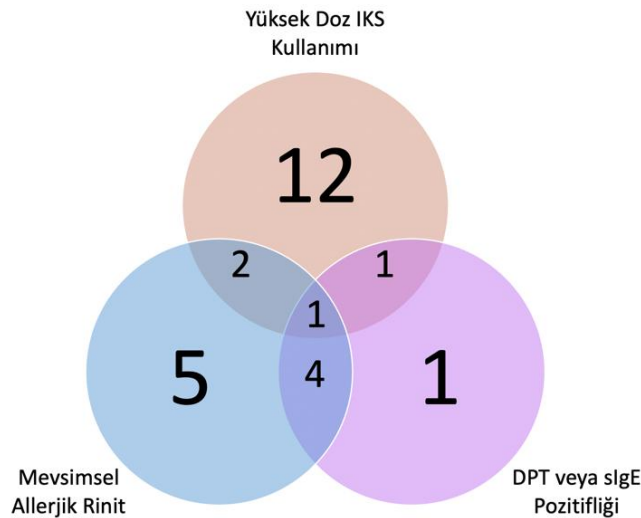 Yüksek Doz IKS
Kullanımı
12
2
1
1
5
4
1
Mevsimsel
Allerjik Rinit
DPT veya sIgE
Pozitifliği